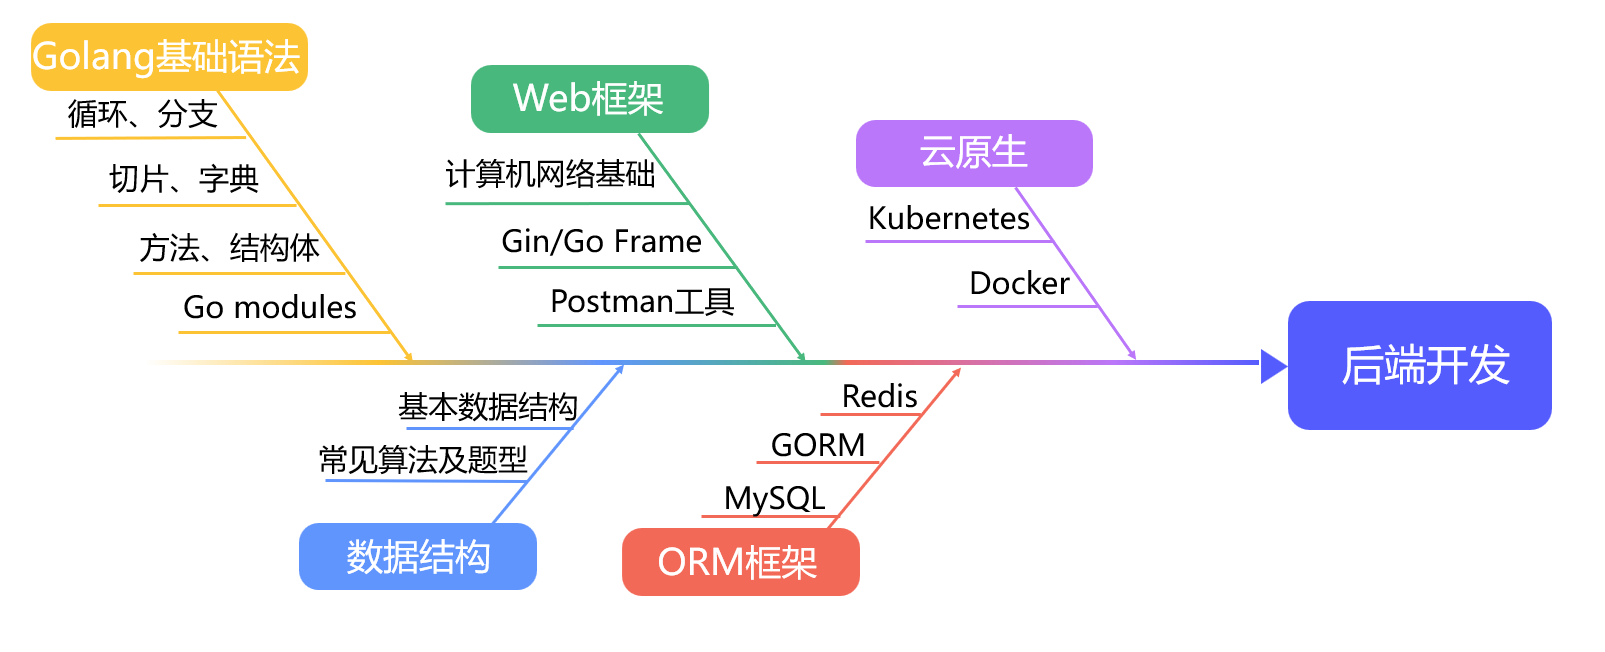 Golang基础语法
循环、分支
切片、字典
方法、结构体
Go modules
Web框架
计算机网络基础
Gin/Go Frame
Postman工具
云原生
Kubernetes
Docker
后端开发
基本数据结构
常见算法及题型
数据结构
Redis
GORM
MySQL
ORM框架